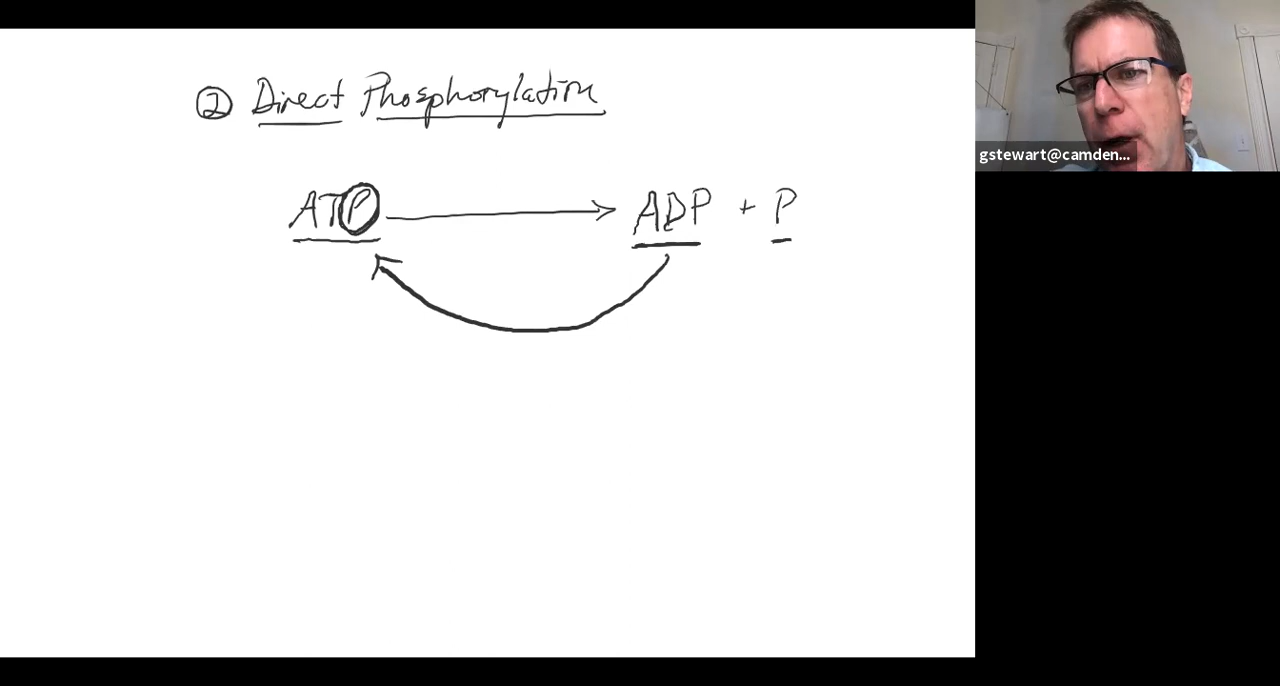 ② Direct Phosphorylation
ATP → ADP + P
gstewart@camden...